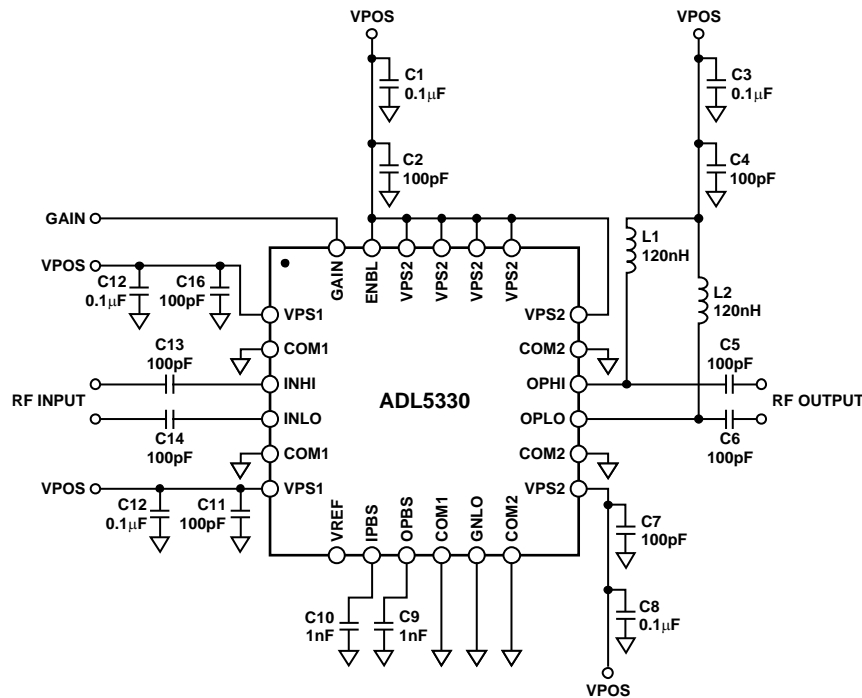 VPOS
VPOS
C1
0.1μF
C3
0.1μF
C2
100pF
C4
100pF
GAIN
L1
120nH
VPOS
C12
0.1μF
C16
100pF
GAIN
ENBL
VPS2
VPS2
VPS2
VPS2
L2
120nH
VPS1
VPS2
C13
100pF
COM1
COM2
C5
100pF
RF INPUT
INHI
OPHI
RF OUTPUT
ADL5330
INLO
OPLO
C14
100pF
C6
100pF
COM1
COM2
VPOS
VPS1
VPS2
C12
0.1μF
C11
100pF
VREF
IPBS
OPBS
COM1
GNLO
COM2
C7
100pF
C10
1nF
C9
1nF
C8
0.1μF
VPOS